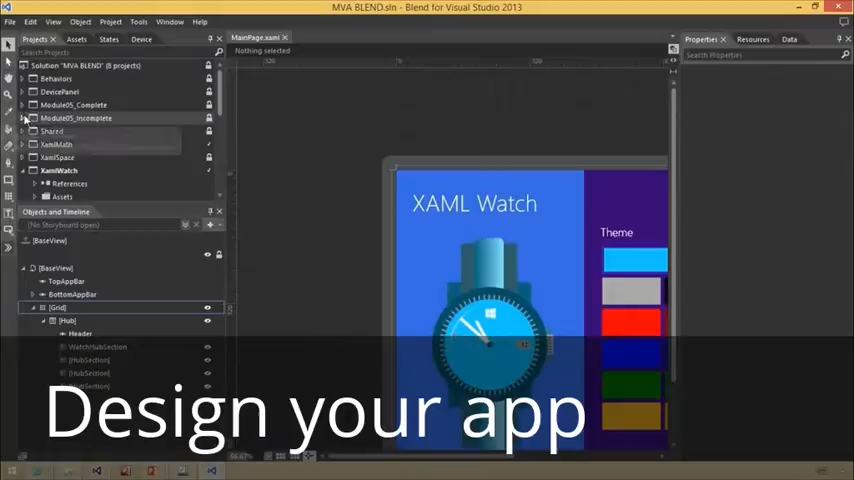 MVA BLEND.sln - Blend for Visual Studio 2013
File Edit View Object Project Tools Window Help
Projects Assets States Device
MainPage.xaml
Properties Resources Data
Search Projects
Nothing selected
Search Properties
Solution "MVA BLEND" (8 projects)
Behaviors
DevicePanel
Module05_Complete
Module05_Incomplete
Shared
XamlMath
XamlSpace
XamlWatch
References
Assets
Objects and Timeline
(No Storyboard open)
[BaseView]
[BaseView]
TopAppBar
BottomAppBar
[Grid]
[Hub]
Header
WatchHubSection
[HubSection]
[HubSection]
[HubSection]
XAML Watch
Theme
Design your app
66.67%